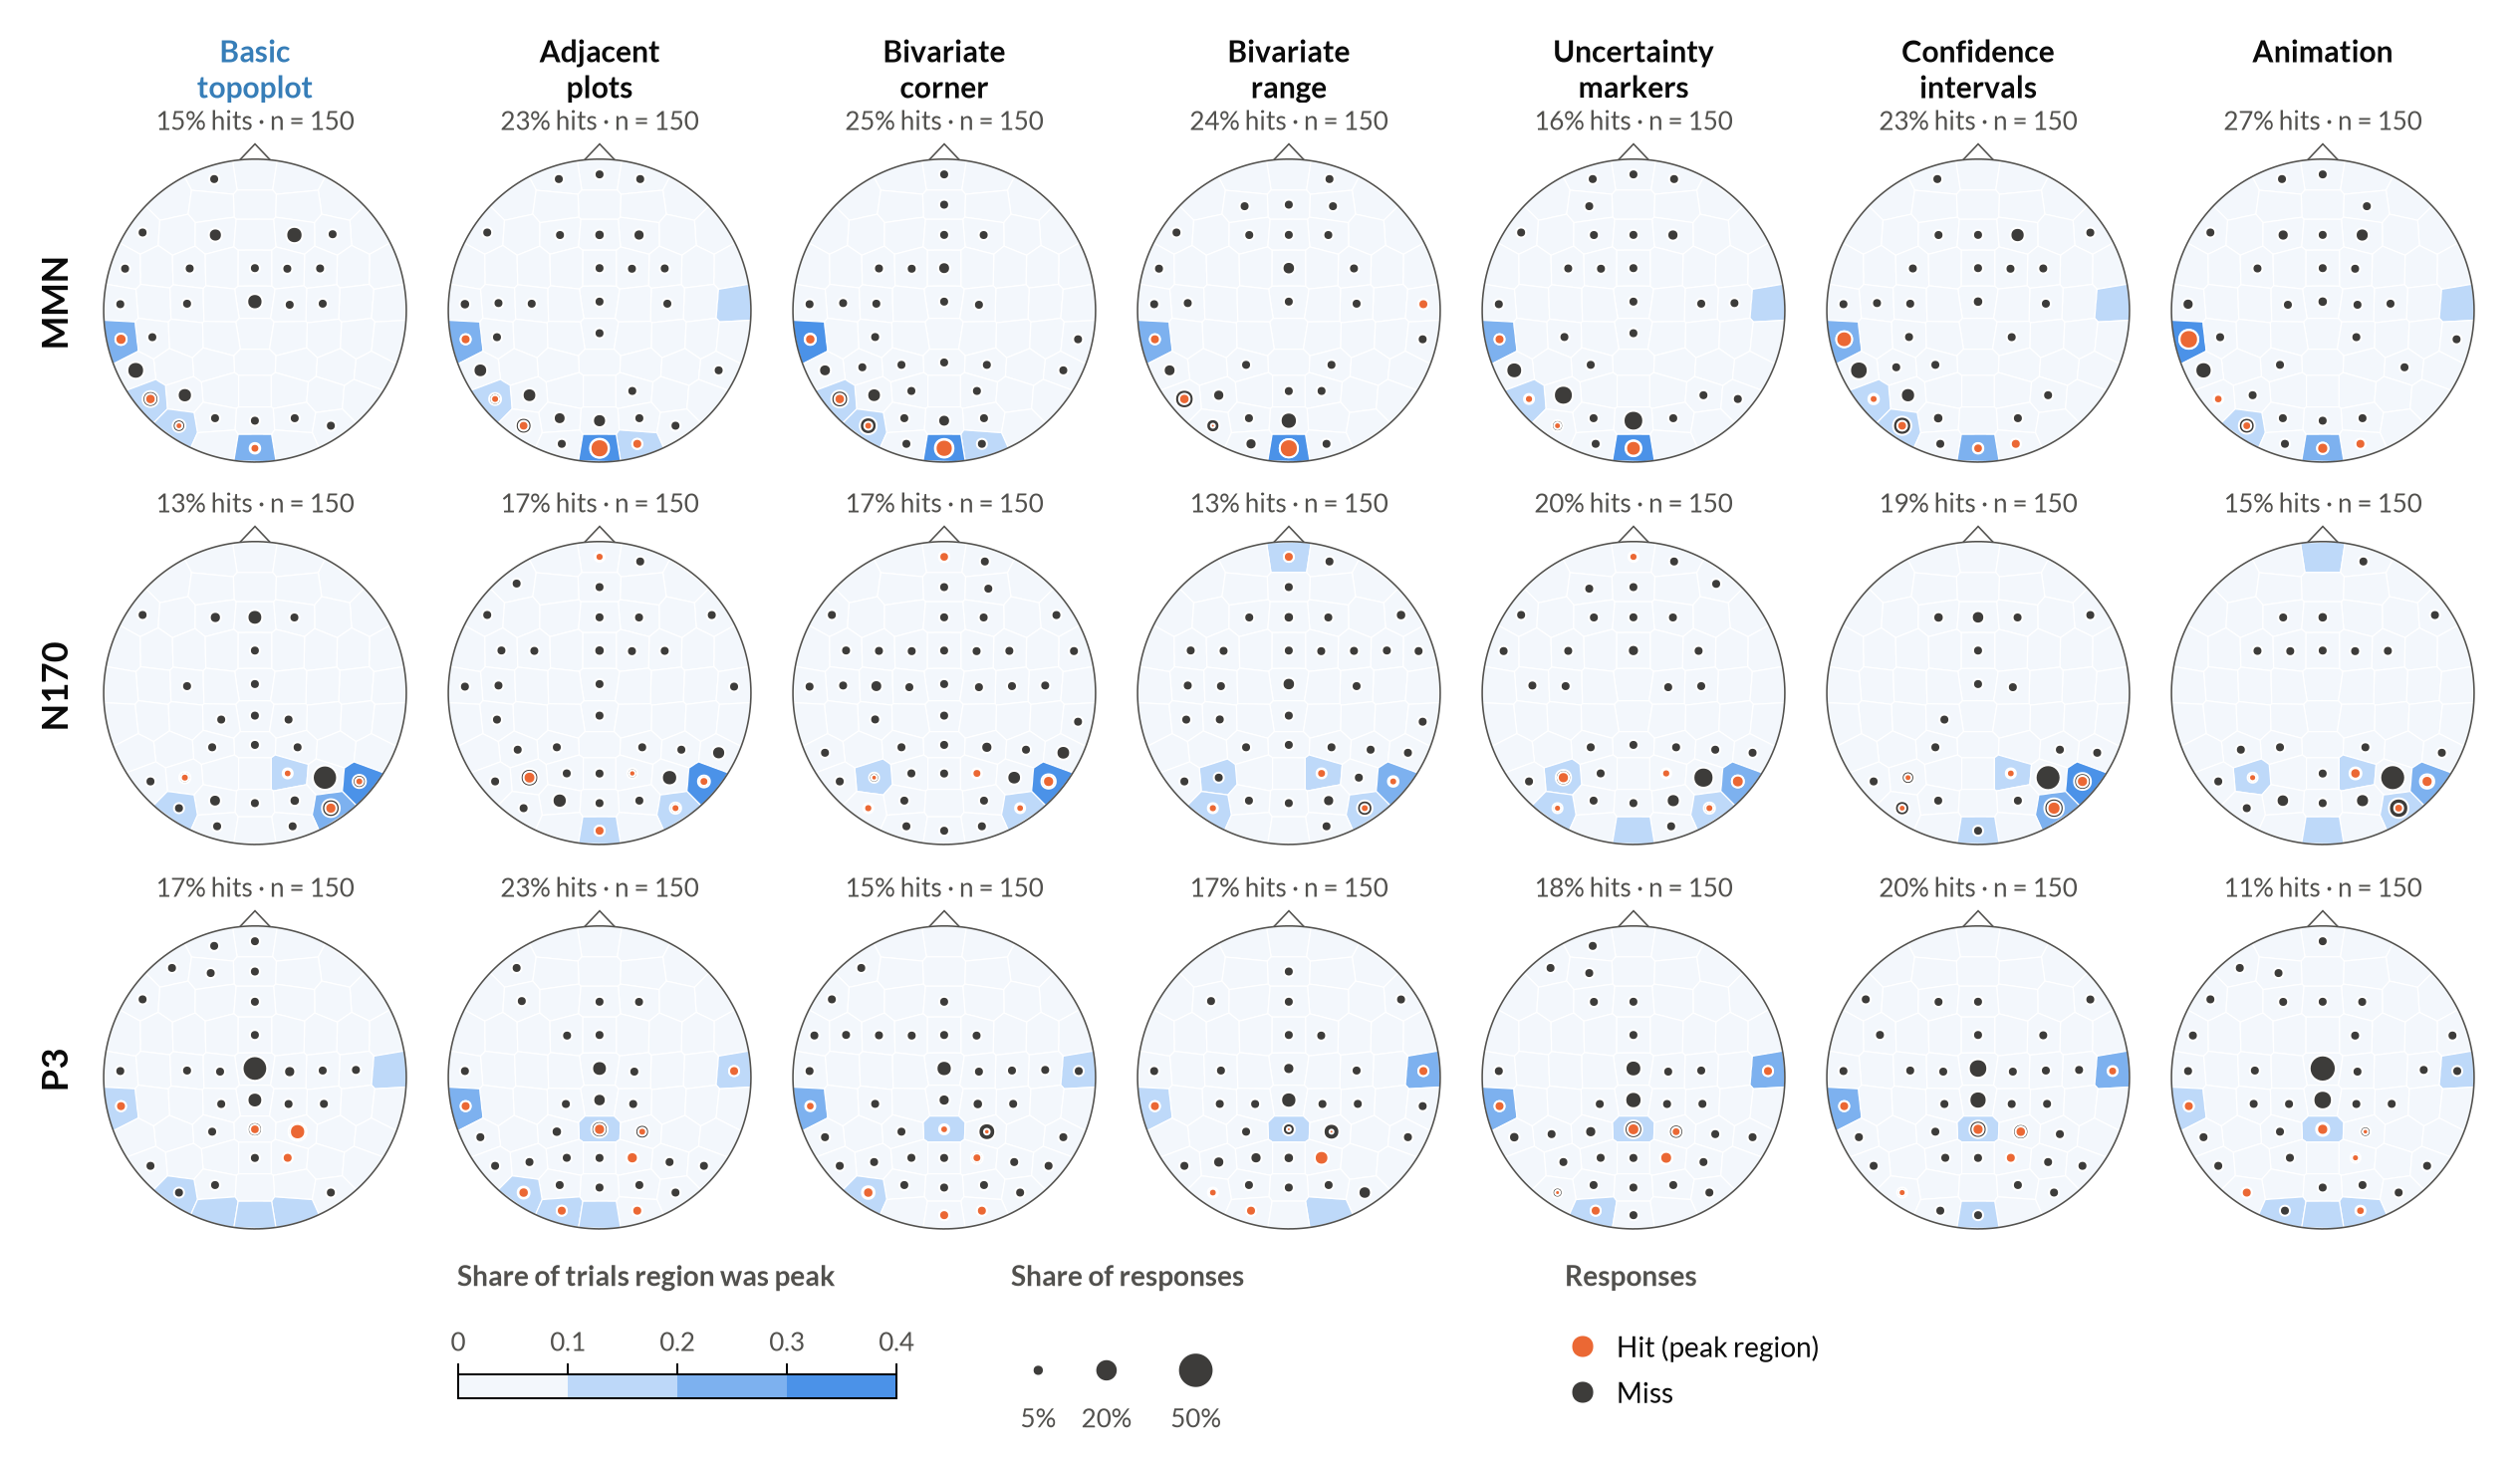 Basic topoplot
Adjacent plots
Bivariate corner
Bivariate range
Uncertainty markers
Confidence intervals
Animation
MMN
15% hits · n = 150
23% hits · n = 150
25% hits · n = 150
24% hits · n = 150
16% hits · n = 150
23% hits · n = 150
27% hits · n = 150
N170
13% hits · n = 150
17% hits · n = 150
17% hits · n = 150
13% hits · n = 150
20% hits · n = 150
19% hits · n = 150
15% hits · n = 150
P3
17% hits · n = 150
23% hits · n = 150
15% hits · n = 150
17% hits · n = 150
18% hits · n = 150
20% hits · n = 150
11% hits · n = 150
Share of trials region was peak
0 0.1 0.2 0.3 0.4
Share of responses
5% 20% 50%
Responses
Hit (peak region)
Miss